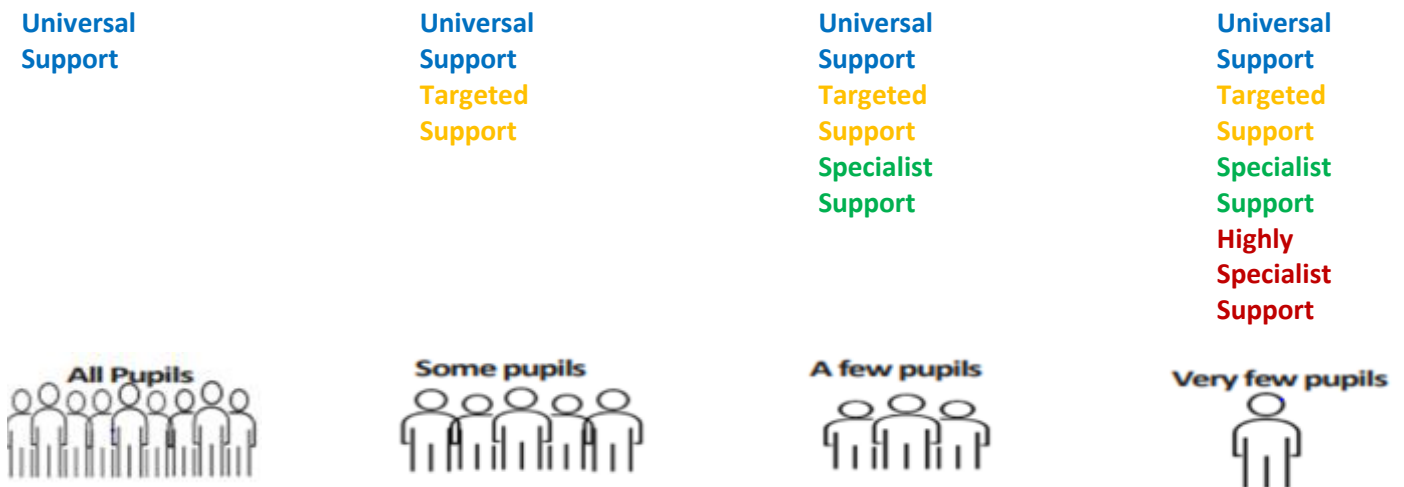 Universal
Support
Universal
Support
Targeted
Support
Universal
Support
Targeted
Support
Specialist
Support
Universal
Support
Targeted
Support
Specialist
Support
Highly
Specialist
Support
All Pupils
Some pupils
A few pupils
Very few pupils